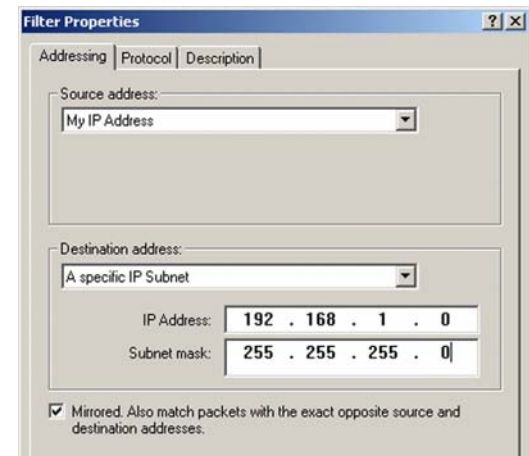 Filter Properties
Addressing Protocol Description
Source address:
My IP Address
Destination address:
A specific IP Subnet
IP Address: 192 . 168 . 1 . 0
Subnet mask: 255 . 255 . 255 . 0
Mirrored. Also match packets with the exact opposite source and
destination addresses.